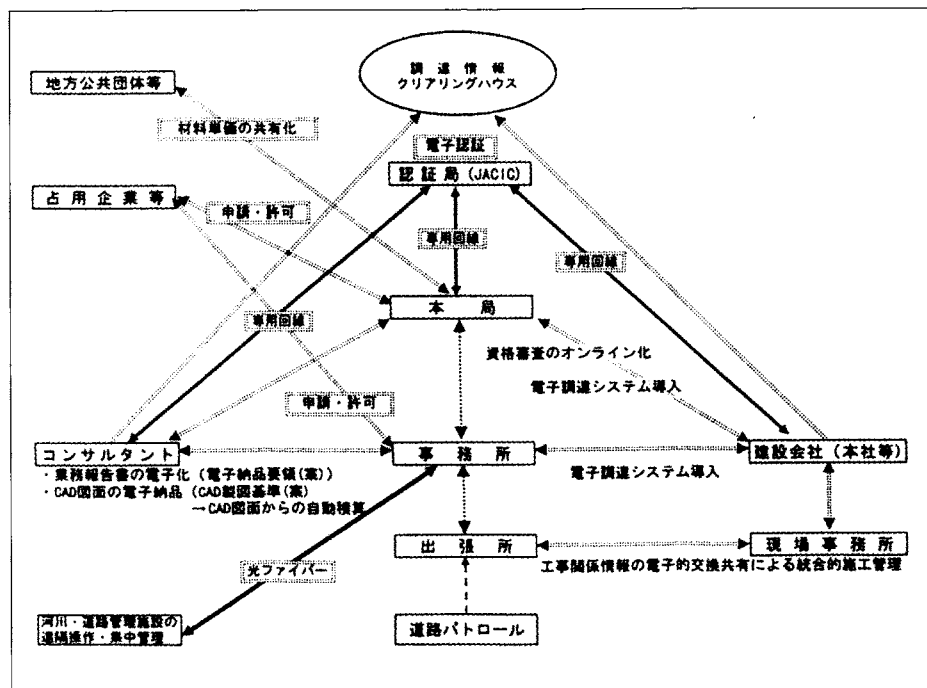 調達情報
クリアリングハウス
地方公共団体等
材料単価の共有化
電子認証
認証局(JACIC)
占用企業等
申請・許可
専用回線
専用回線
本局
専用回線
資格審査のオンライン化
電子調達システム導入
申請・許可
コンサルタント
事務所
建設会社(本社等)
・業務報告書の電子化(電子納品要領(案))
・CAD図面の電子納品(CAD製図基準(案)
→CAD図面からの自動積算
電子調達システム導入
出張所
現場事務所
工事関係情報の電子的交換共有による統合的施工管理
光ファイバー
河川・道路管理施設の
遠隔操作・集中管理
道路パトロール